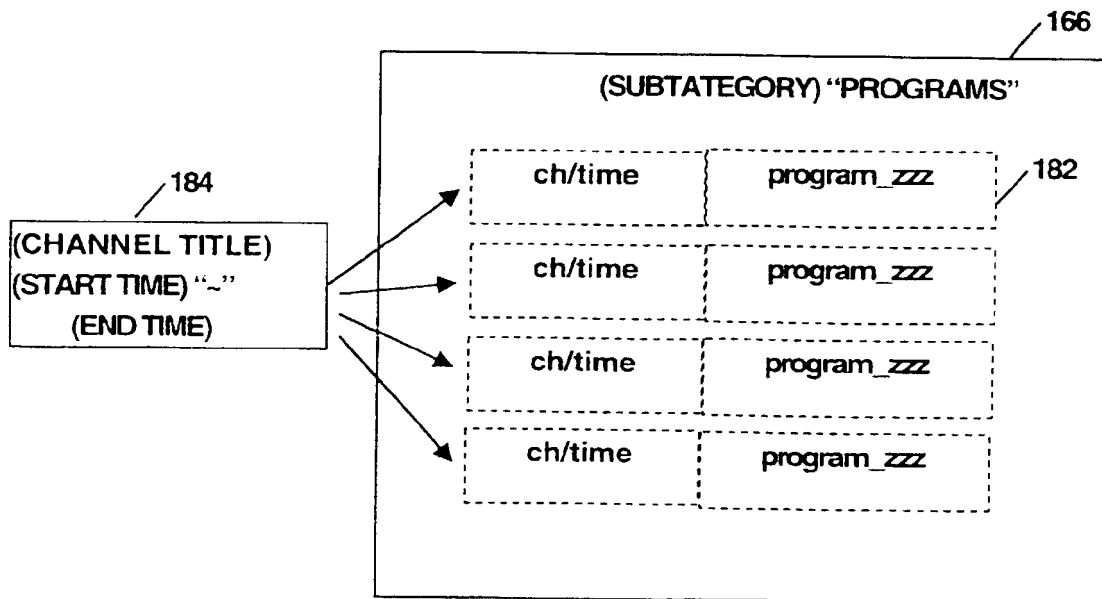 166
(SUBTATEGORY) “PROGRAMS”
184
(CHANNEL TITLE)
(START TIME) “~”
(END TIME)
ch/time program_zzz
182
ch/time program_zzz
ch/time program_zzz
ch/time program_zzz